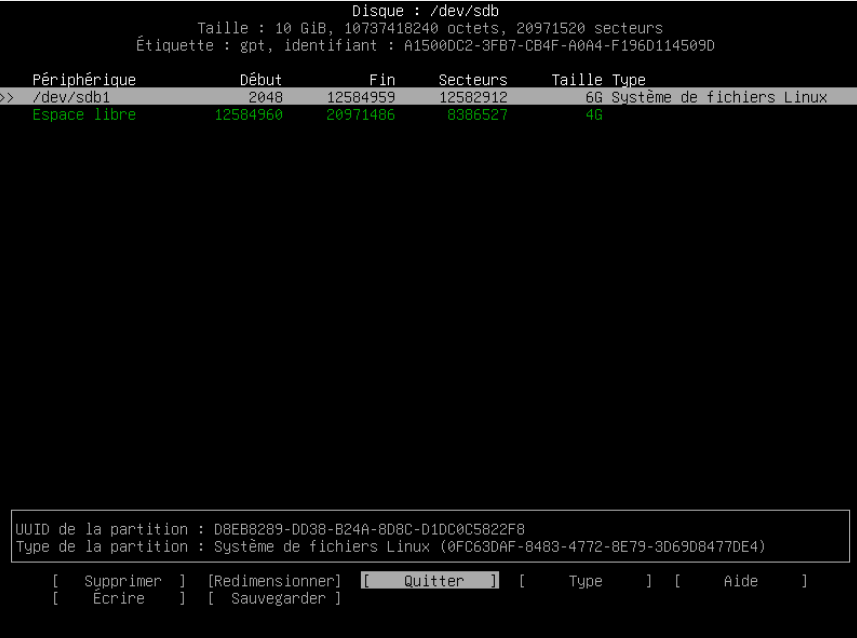 Disque : /dev/sdb
Taille : 10 GiB, 10737418240 octets, 20971520 secteurs
Étiquette : gpt, identifiant : A1500DC2-3FB7-CB4F-A0A4-F196D114509D
Périphérique Début Fin Secteurs Taille Type
>> /dev/sdb1 2048 12584959 12582912 6G Système de fichiers Linux
Espace libre 12584960 20971486 8386527 4G
UUID de la partition : D8EB8289-DD38-B24A-8D8C-D1DC0C5822F8
Type de la partition : Système de fichiers Linux (0FC63DAF-8483-4772-8E79-3D69D8477DE4)
[ Supprimer ] [Redimensionner] [ Quitter ] [ Type ] [ Aide ]
[ Écrire ] [ Sauvegarder ]